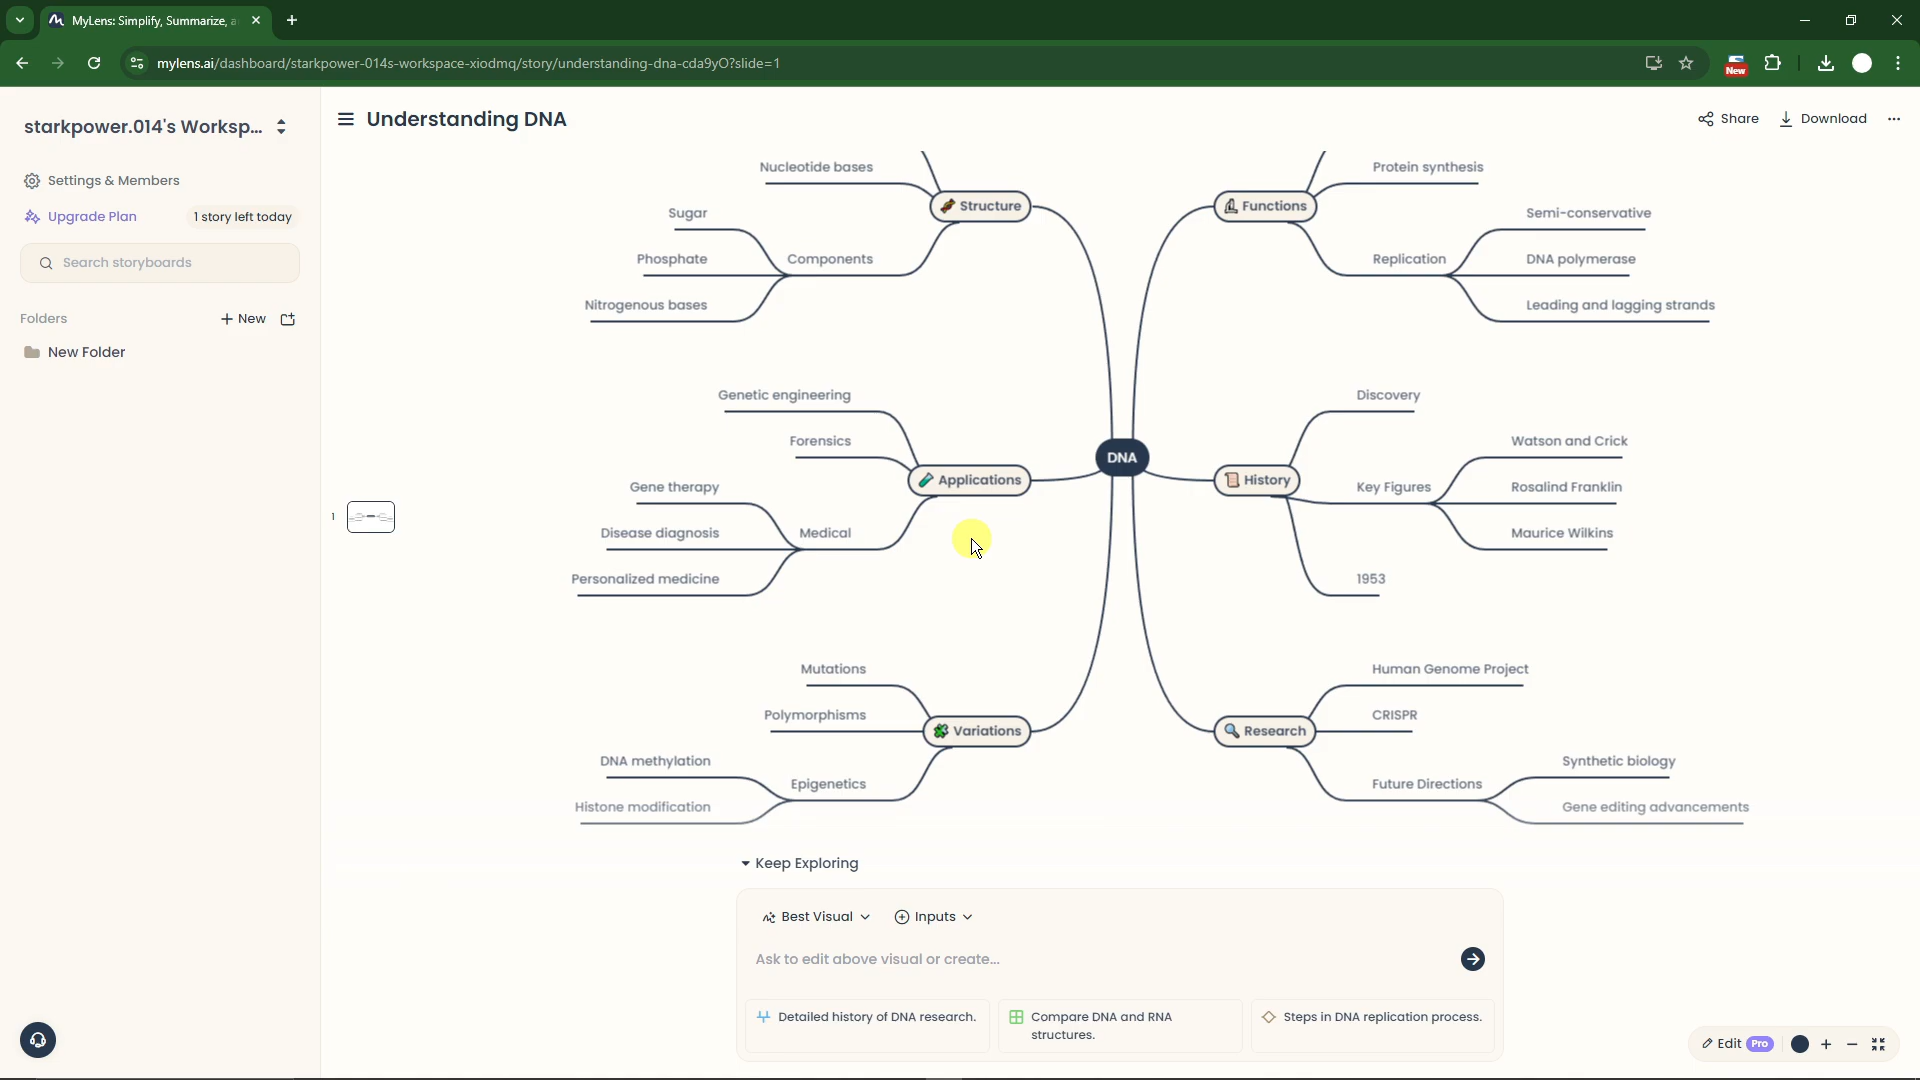 MyLens: Simplify, Summarize, a
mylens.ai/dashboard/starkpower-014s-workspace-xiodmq/story/understanding-dna-cda9yO?slide=1
New
starkpower.014's Worksp...
Understanding DNA
Share
Download
Settings & Members
Upgrade Plan
1 story left today
Search storyboards
Folders
New
New Folder
1
Nucleotide bases
Structure
Sugar
Phosphate
Components
Nitrogenous bases
Protein synthesis
Functions
Semi-conservative
Replication
DNA polymerase
Leading and lagging strands
Genetic engineering
Forensics
Applications
Gene therapy
Disease diagnosis
Medical
Personalized medicine
DNA
Discovery
History
Watson and Crick
Key Figures
Rosalind Franklin
Maurice Wilkins
1953
Mutations
Polymorphisms
Variations
DNA methylation
Epigenetics
Histone modification
Human Genome Project
CRISPR
Research
Synthetic biology
Future Directions
Gene editing advancements
Keep Exploring
Best Visual
Inputs
Ask to edit above visual or create...
Detailed history of DNA research.
Compare DNA and RNA
structures.
Steps in DNA replication process.
Edit
Pro